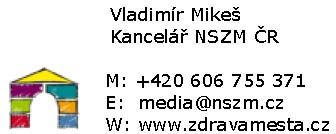 Vladimír Mikeš
Kancelář NSZM ČR
M: +420 606 755 371
E: media@nszm.cz
W: www.zdravamesta.cz